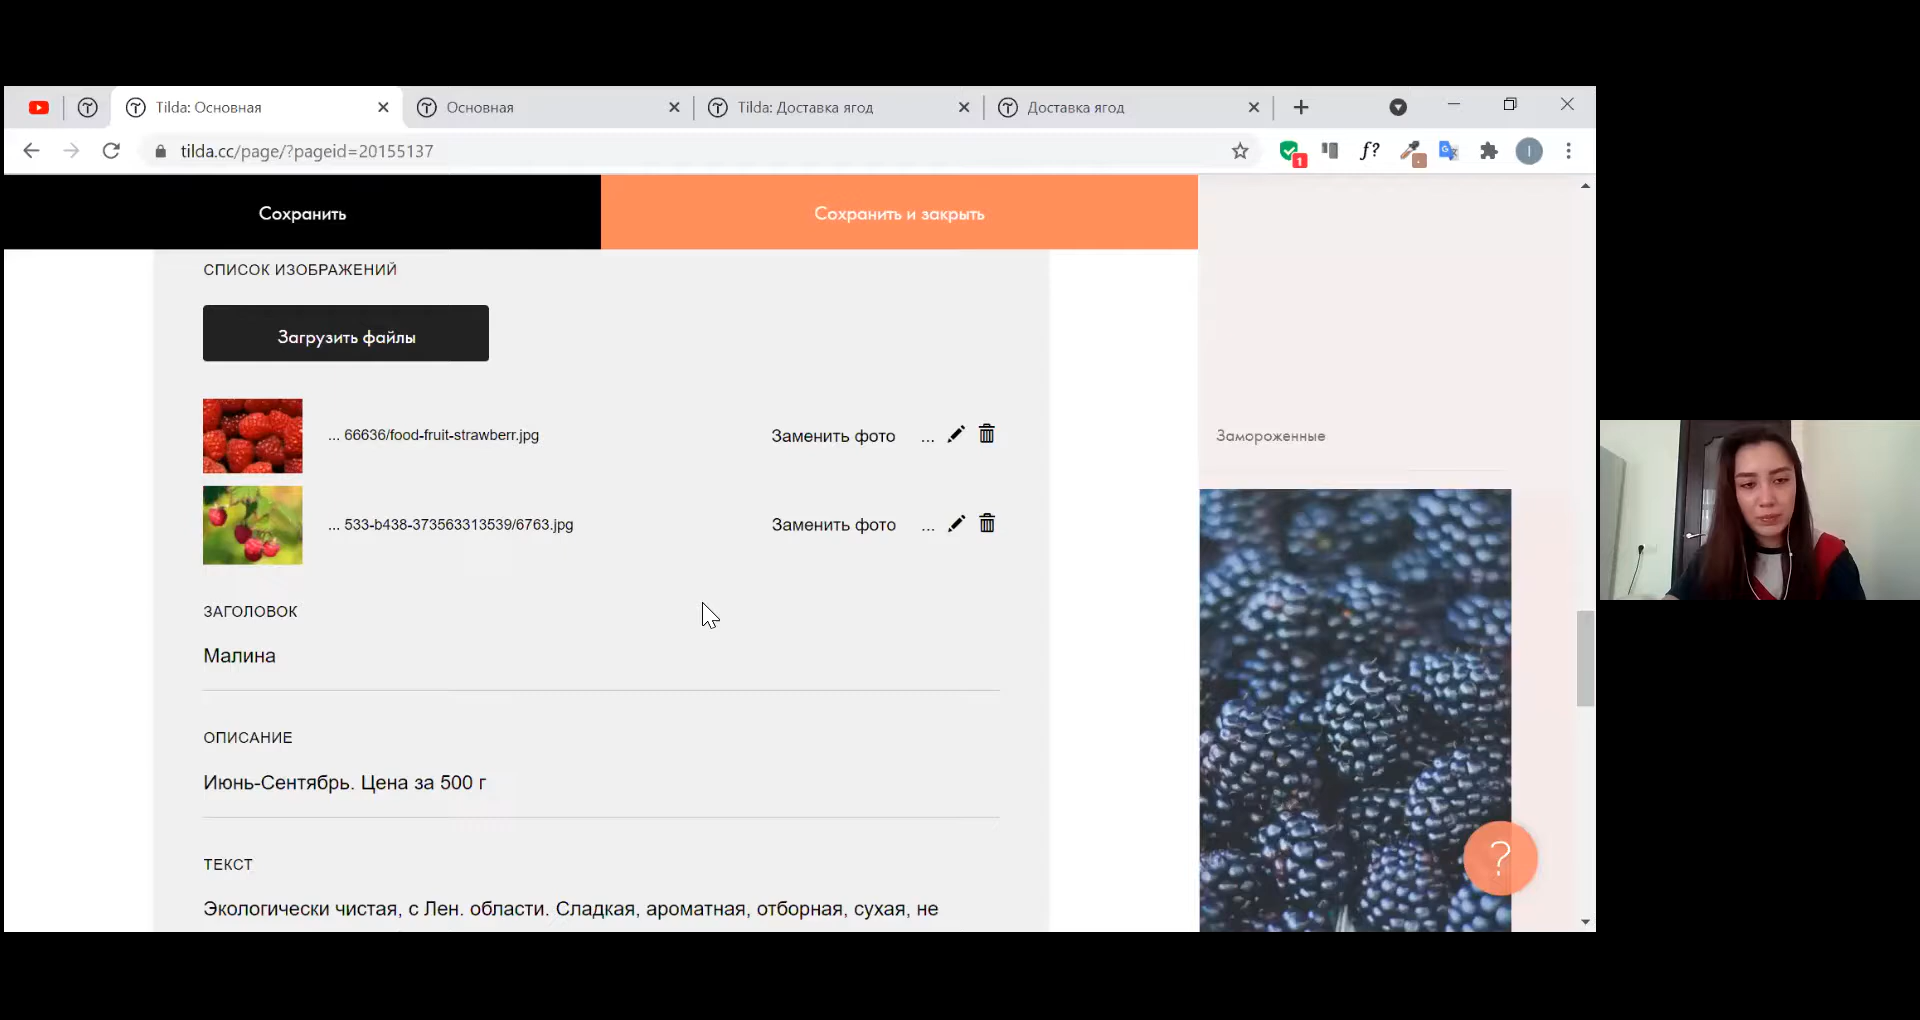 Tilda: Основная
Основная
Tilda: Доставка ягод
Доставка ягод
tilda.cc/page/?pageid=20155137
1
f?
I
Сохранить
Сохранить и закрыть
СПИСОК ИЗОБРАЖЕНИЙ
Загрузить файлы
... 66636/food-fruit-strawberr.jpg
Заменить фото
...
... 533-b438-373563313539/6763.jpg
Заменить фото
...
Замороженные
ЗАГОЛОВОК
Малина
ОПИСАНИЕ
Июнь-Сентябрь. Цена за 500 г
ТЕКСТ
Экологически чистая, с Лен. области. Сладкая, ароматная, отборная, сухая, не
?